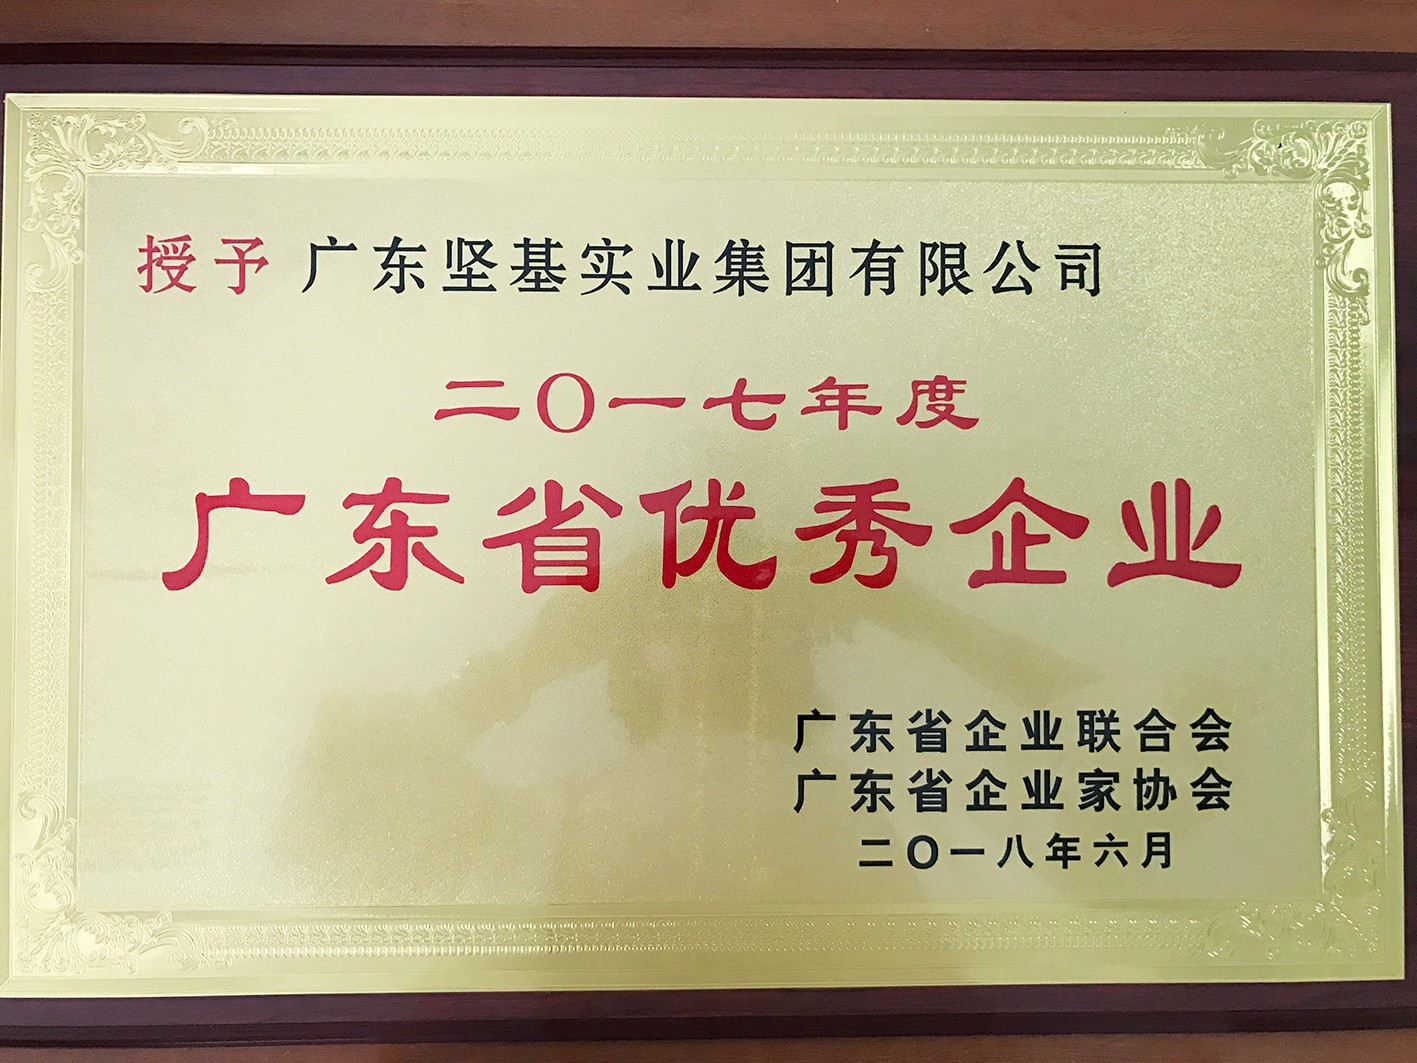 授予 广东坚基实业集团有限公司
二〇一七年度
广东省优秀企业
广东省企业联合会
广东省企业家协会
二〇一八年六月